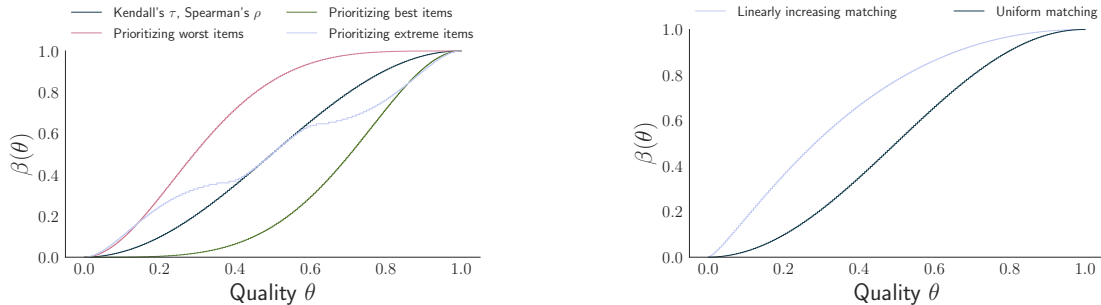 Kendall's τ, Spearman's ρ
Prioritizing best items
Prioritizing worst items
Prioritizing extreme items
1.0
0.8
0.6
0.4
0.2
0.0
β(θ)
0.0 0.2 0.4 0.6 0.8 1.0
Quality θ
Linearly increasing matching
Uniform matching
1.0
0.8
0.6
0.4
0.2
0.0
β(θ)
0.0 0.2 0.4 0.6 0.8 1.0
Quality θ